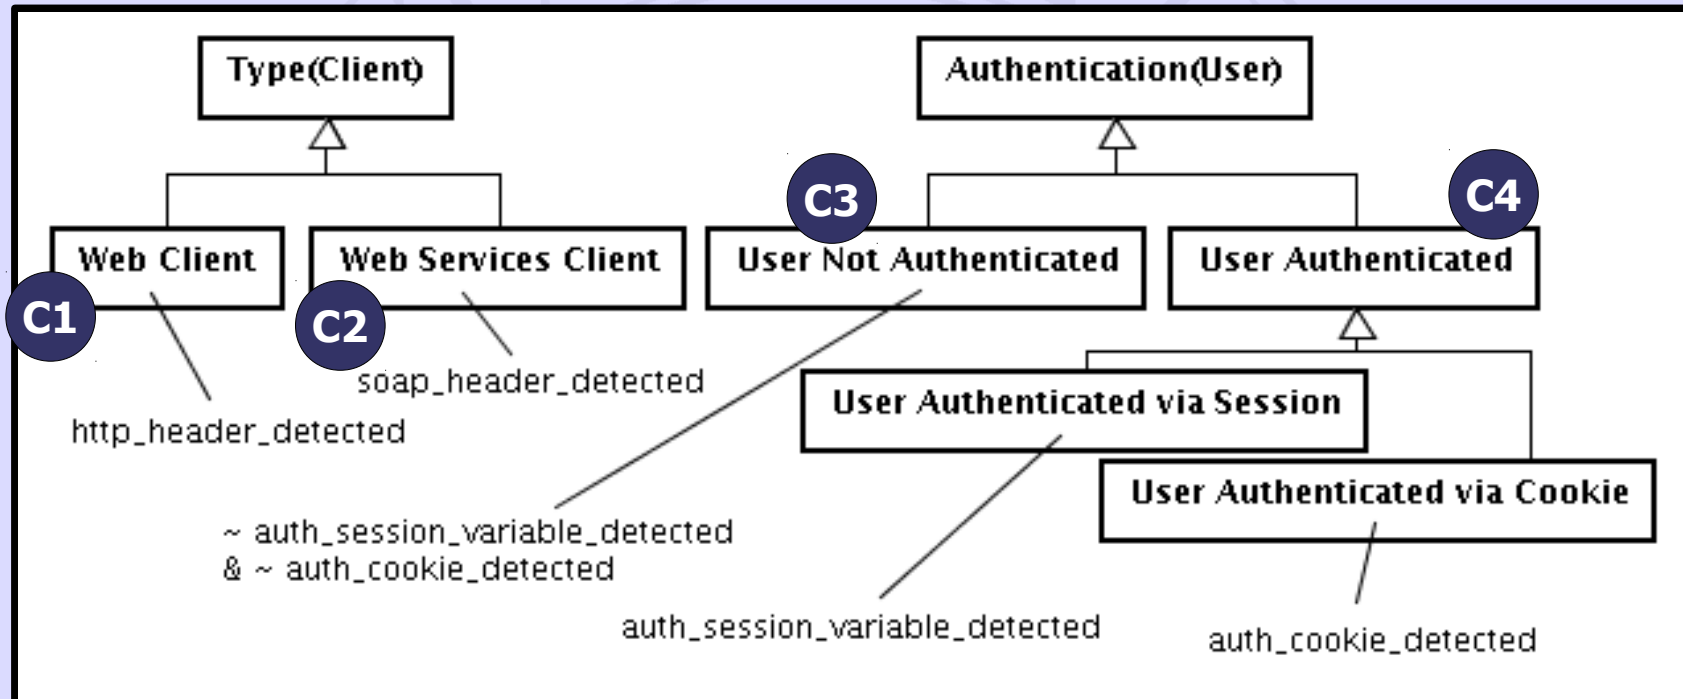 Type(Client)
Authentication(User)
C3
C4
Web Client
Web Services Client
User Not Authenticated
User Authenticated
C1
C2
soap_header_detected
http_header_detected
User Authenticated via Session
User Authenticated via Cookie
~ auth_session_variable_detected
& ~ auth_cookie_detected
auth_session_variable_detected
auth_cookie_detected